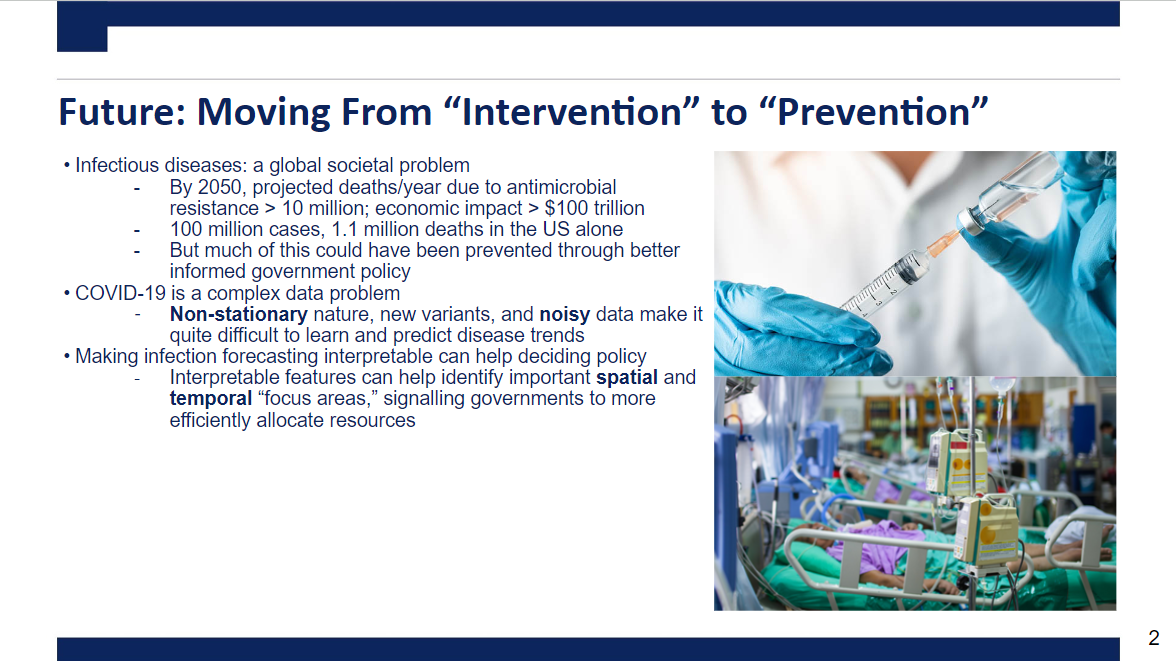 Future: Moving From “Intervention” to “Prevention”
• Infectious diseases: a global societal problem
- By 2050, projected deaths/year due to antimicrobial
resistance > 10 million; economic impact > $100 trillion
- 100 million cases, 1.1 million deaths in the US alone
- But much of this could have been prevented through better
informed government policy
• COVID-19 is a complex data problem
- Non-stationary nature, new variants, and noisy data make it
quite difficult to learn and predict disease trends
• Making infection forecasting interpretable can help deciding policy
- Interpretable features can help identify important spatial and
temporal “focus areas,” signalling governments to more
efficiently allocate resources
2